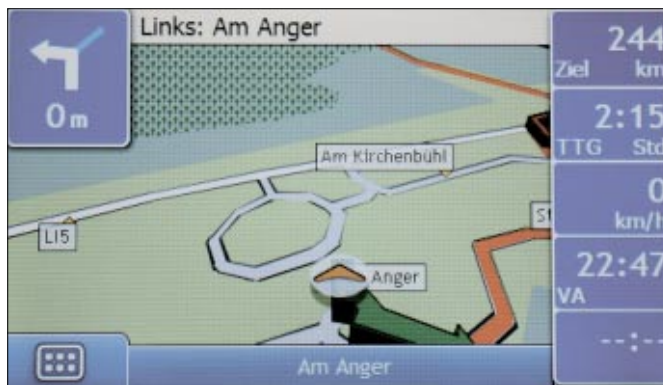 Links: Am Anger
0 m
244
Ziel km
2:15
TTG Std
0
km/h
22:47
VA
--:--
Am Kirchenbühl
L15
Anger
Am Anger